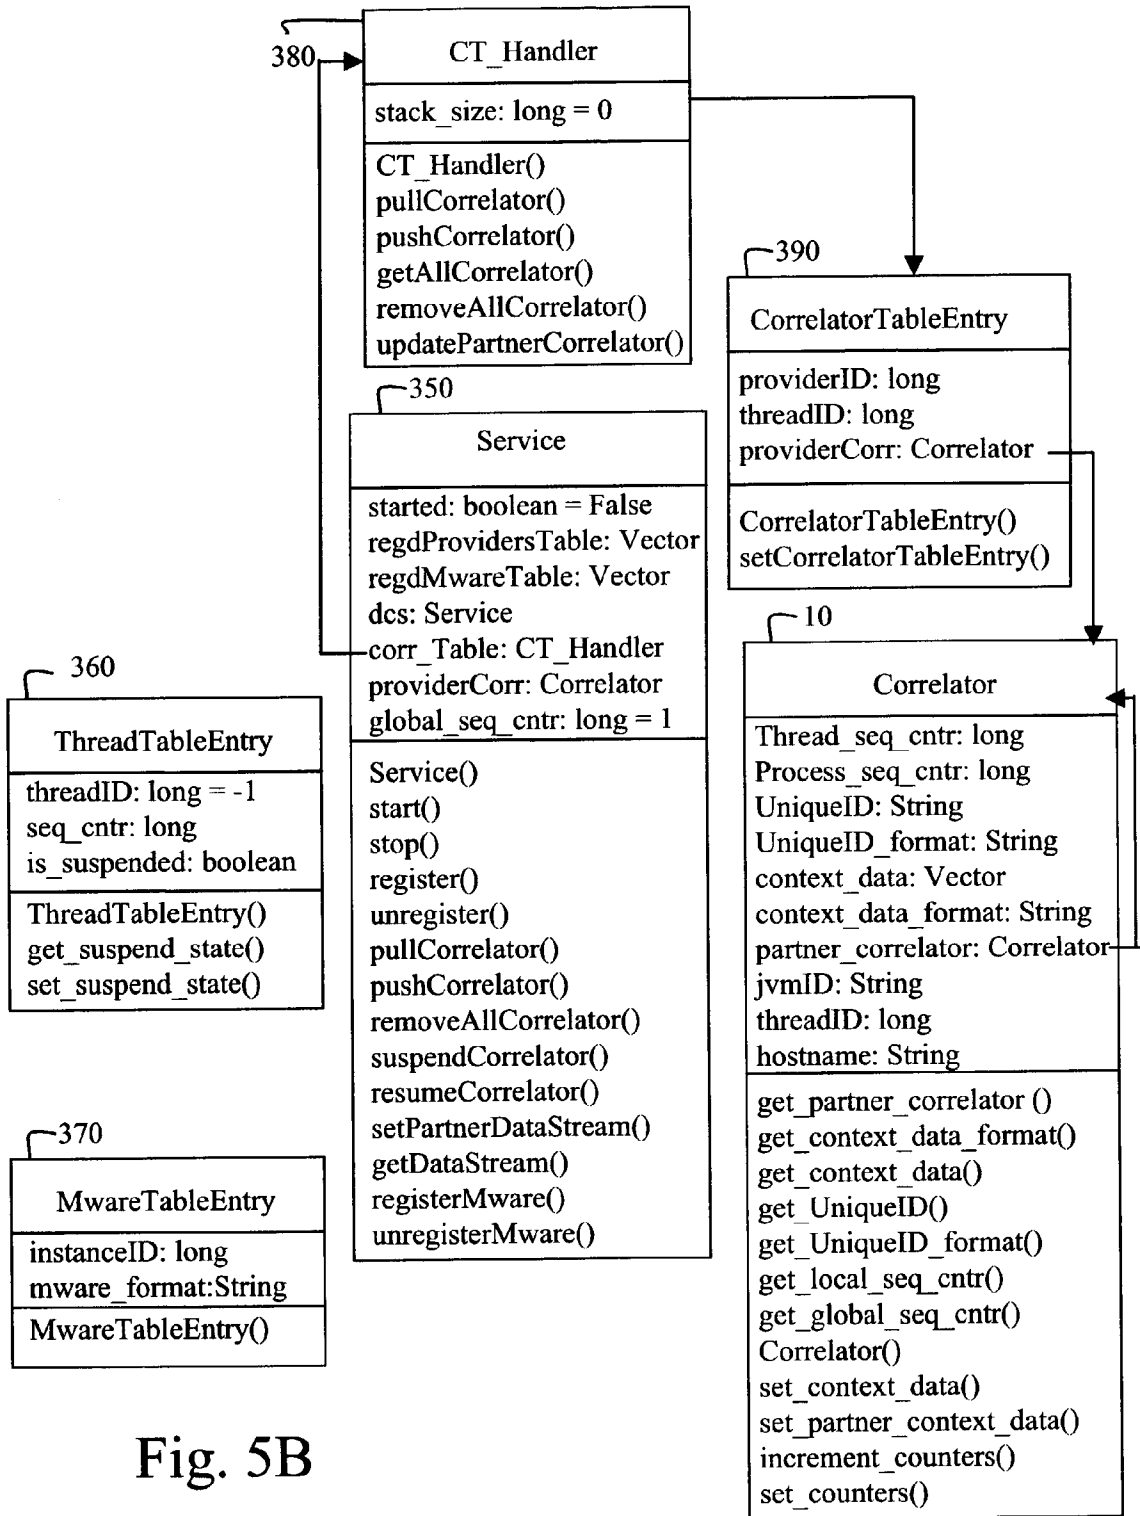 380
CT_Handler
stack_size: long = 0
CT_Handler()
pullCorrelator()
pushCorrelator()
getAllCorrelator()
removeAllCorrelator()
updatePartnerCorrelator()
390
CorrelatorTableEntry
providerID: long
threadID: long
providerCorr: Correlator
CorrelatorTableEntry()
setCorrelatorTableEntry()
350
Service
started: boolean = False
regdProvidersTable: Vector
regdMwareTable: Vector
dcs: Service
corr_Table: CT_Handler
providerCorr: Correlator
global_seq_cntr: long = 1
Service()
start()
stop()
register()
unregister()
pullCorrelator()
pushCorrelator()
removeAllCorrelator()
suspendCorrelator()
resumeCorrelator()
setPartnerDataStream()
getDataStream()
registerMware()
unregisterMware()
360
ThreadTableEntry
threadID: long = -1
seq_cntr: long
is_suspended: boolean
ThreadTableEntry()
get_suspend_state()
set_suspend_state()
370
MwareTableEntry
instanceID: long
mware_format:String
MwareTableEntry()
10
Correlator
Thread_seq_cntr: long
Process_seq_cntr: long
UniqueID: String
UniqueID_format: String
context_data: Vector
context_data_format: String
partner_correlator: Correlator
jvmID: String
threadID: long
hostname: String
get_partner_correlator ()
get_context_data_format()
get_context_data()
get_UniqueID()
get_UniqueID_format()
get_local_seq_cntr()
get_global_seq_cntr()
Correlator()
set_context_data()
set_partner_context_data()
increment_counters()
set_counters()
Fig. 5B